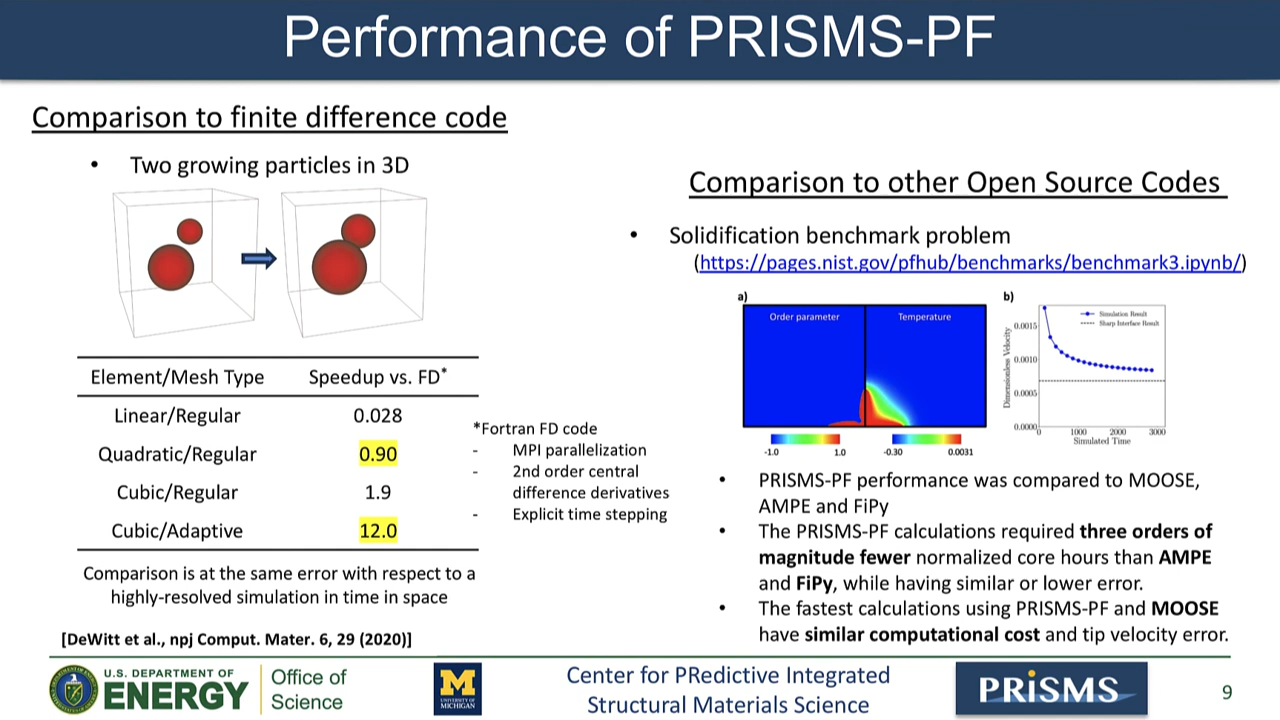 Performance of PRISMS-PF
Comparison to finite difference code
• Two growing particles in 3D
Element/Mesh Type Speedup vs. FD*
Linear/Regular 0.028
Quadratic/Regular 0.90
Cubic/Regular 1.9
Cubic/Adaptive 12.0
*Fortran FD code
- MPI parallelization
- 2nd order central
difference derivatives
- Explicit time stepping
Comparison is at the same error with respect to a
highly-resolved simulation in time in space
[DeWitt et al., npj Comput. Mater. 6, 29 (2020)]
Comparison to other Open Source Codes
• Solidification benchmark problem
(https://pages.nist.gov/pfhub/benchmarks/benchmark3.ipynb/)
a)
Order parameter Temperature
-1.0 1.0 -0.30 0.0031
b)
Simulation Result
Sharp Interface Result
Dimensionless Velocity
0.0015
0.0010
0.0005
0.0000
0 1000 2000 3000
Simulated Time
• PRISMS-PF performance was compared to MOOSE,
AMPE and FiPy
• The PRISMS-PF calculations required three orders of
magnitude fewer normalized core hours than AMPE
and FiPy, while having similar or lower error.
• The fastest calculations using PRISMS-PF and MOOSE
have similar computational cost and tip velocity error.
U.S. DEPARTMENT OF
ENERGY
Office of
Science
M
UNIVERSITY OF
MICHIGAN
Center for PRedictive Integrated
Structural Materials Science
PRiSMS
9